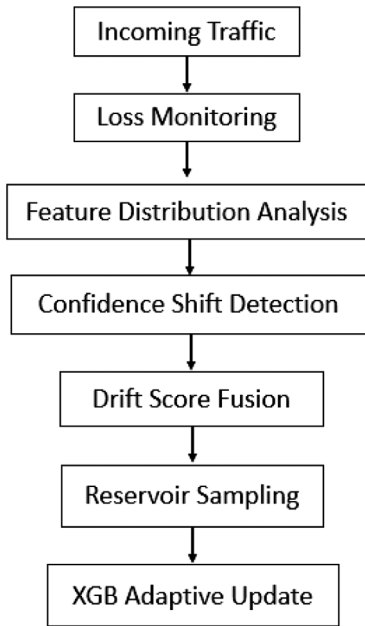 Incoming Traffic
Loss Monitoring
Feature Distribution Analysis
Confidence Shift Detection
Drift Score Fusion
Reservoir Sampling
XGB Adaptive Update